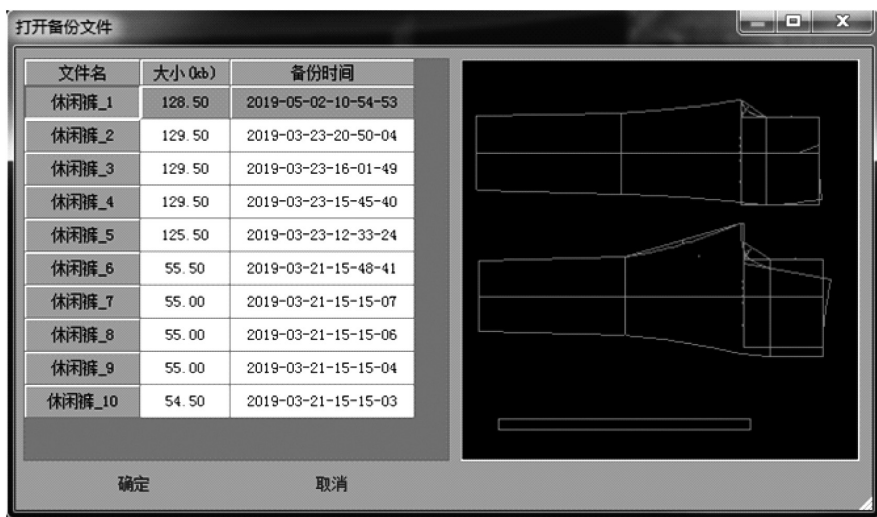 打开备份文件
文件名 大小(kb) 备份时间
休闲裤_1 128.50 2019-05-02-10-54-53
休闲裤_2 129.50 2019-03-23-20-50-04
休闲裤_3 129.50 2019-03-23-16-01-49
休闲裤_4 129.50 2019-03-23-15-45-40
休闲裤_5 125.50 2019-03-23-12-33-24
休闲裤_6 55.50 2019-03-21-15-48-41
休闲裤_7 55.00 2019-03-21-15-15-07
休闲裤_8 55.00 2019-03-21-15-15-06
休闲裤_9 55.00 2019-03-21-15-15-04
休闲裤_10 54.50 2019-03-21-15-15-03
确定 取消